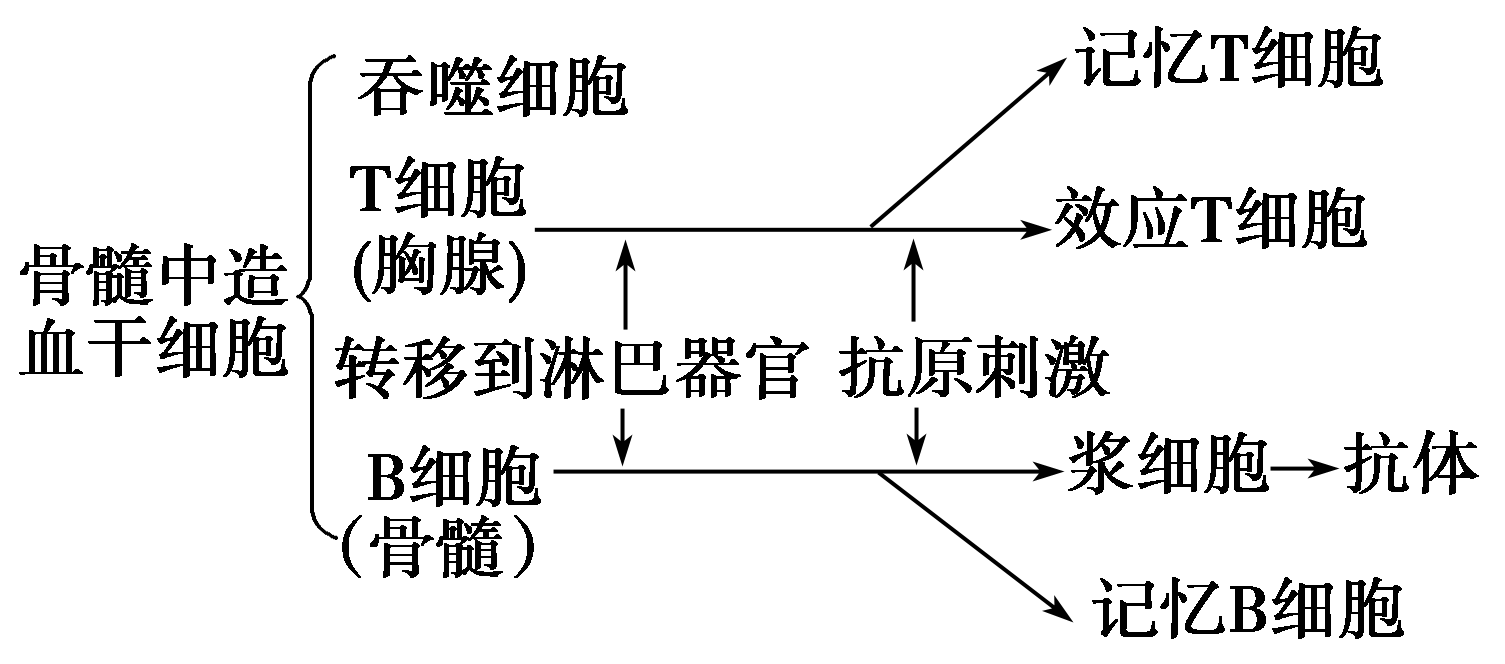 骨髓中造
血干细胞
吞噬细胞
T细胞
(胸腺)
转移到淋巴器官
抗原刺激
B细胞
(骨髓)
记忆T细胞
效应T细胞
浆细胞
抗体
记忆B细胞